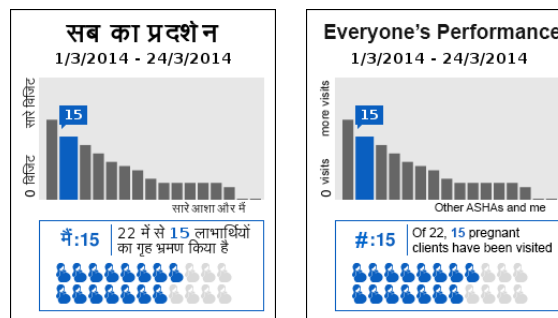 सब का प्रदर्शन
1/3/2014 - 24/3/2014
सारे विज़िट
15
0 विज़िट
सारे आशा और मैं
मैं:15
22 में से 15 लाभार्थियों
का गृह भ्रमण किया है
Everyone's Performance
1/3/2014 - 24/3/2014
more visits
15
0 visits
Other ASHAs and me
#:15
Of 22, 15 pregnant
clients have been visited